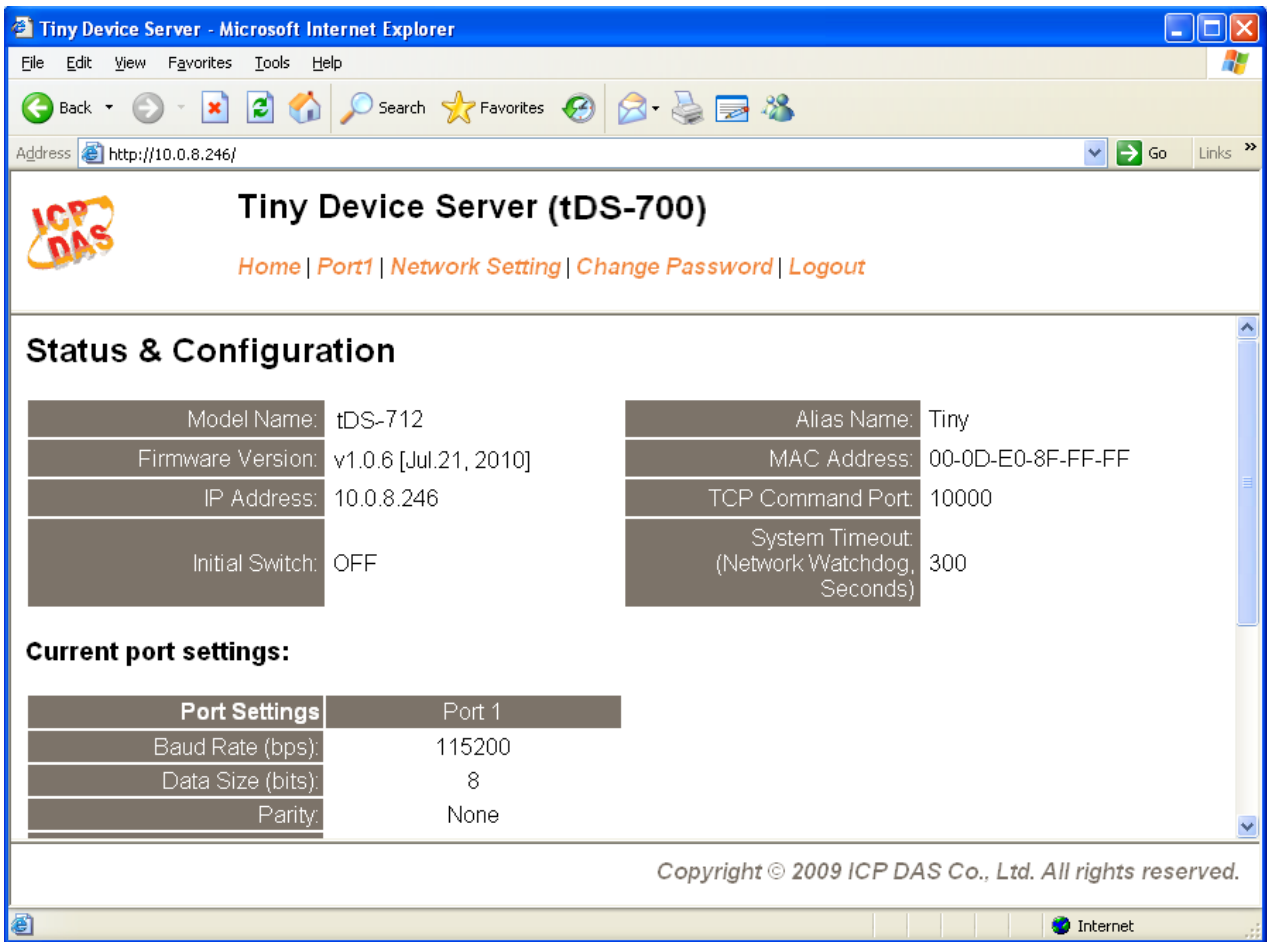 Tiny Device Server - Microsoft Internet Explorer
File Edit View Favorites Tools Help
Back Search Favorites
Address http://10.0.8.246/ Go Links »
ICP DAS
Tiny Device Server (tDS-700)
Home | Port1 | Network Setting | Change Password | Logout
Status & Configuration
Model Name: tDS-712 Alias Name: Tiny
Firmware Version: v1.0.6 [Jul.21, 2010] MAC Address: 00-0D-E0-8F-FF-FF
IP Address: 10.0.8.246 TCP Command Port: 10000
Initial Switch: OFF System Timeout: (Network Watchdog, Seconds) 300
Current port settings:
Port Settings Port 1
Baud Rate (bps): 115200
Data Size (bits): 8
Parity: None
Copyright © 2009 ICP DAS Co., Ltd. All rights reserved.
Internet